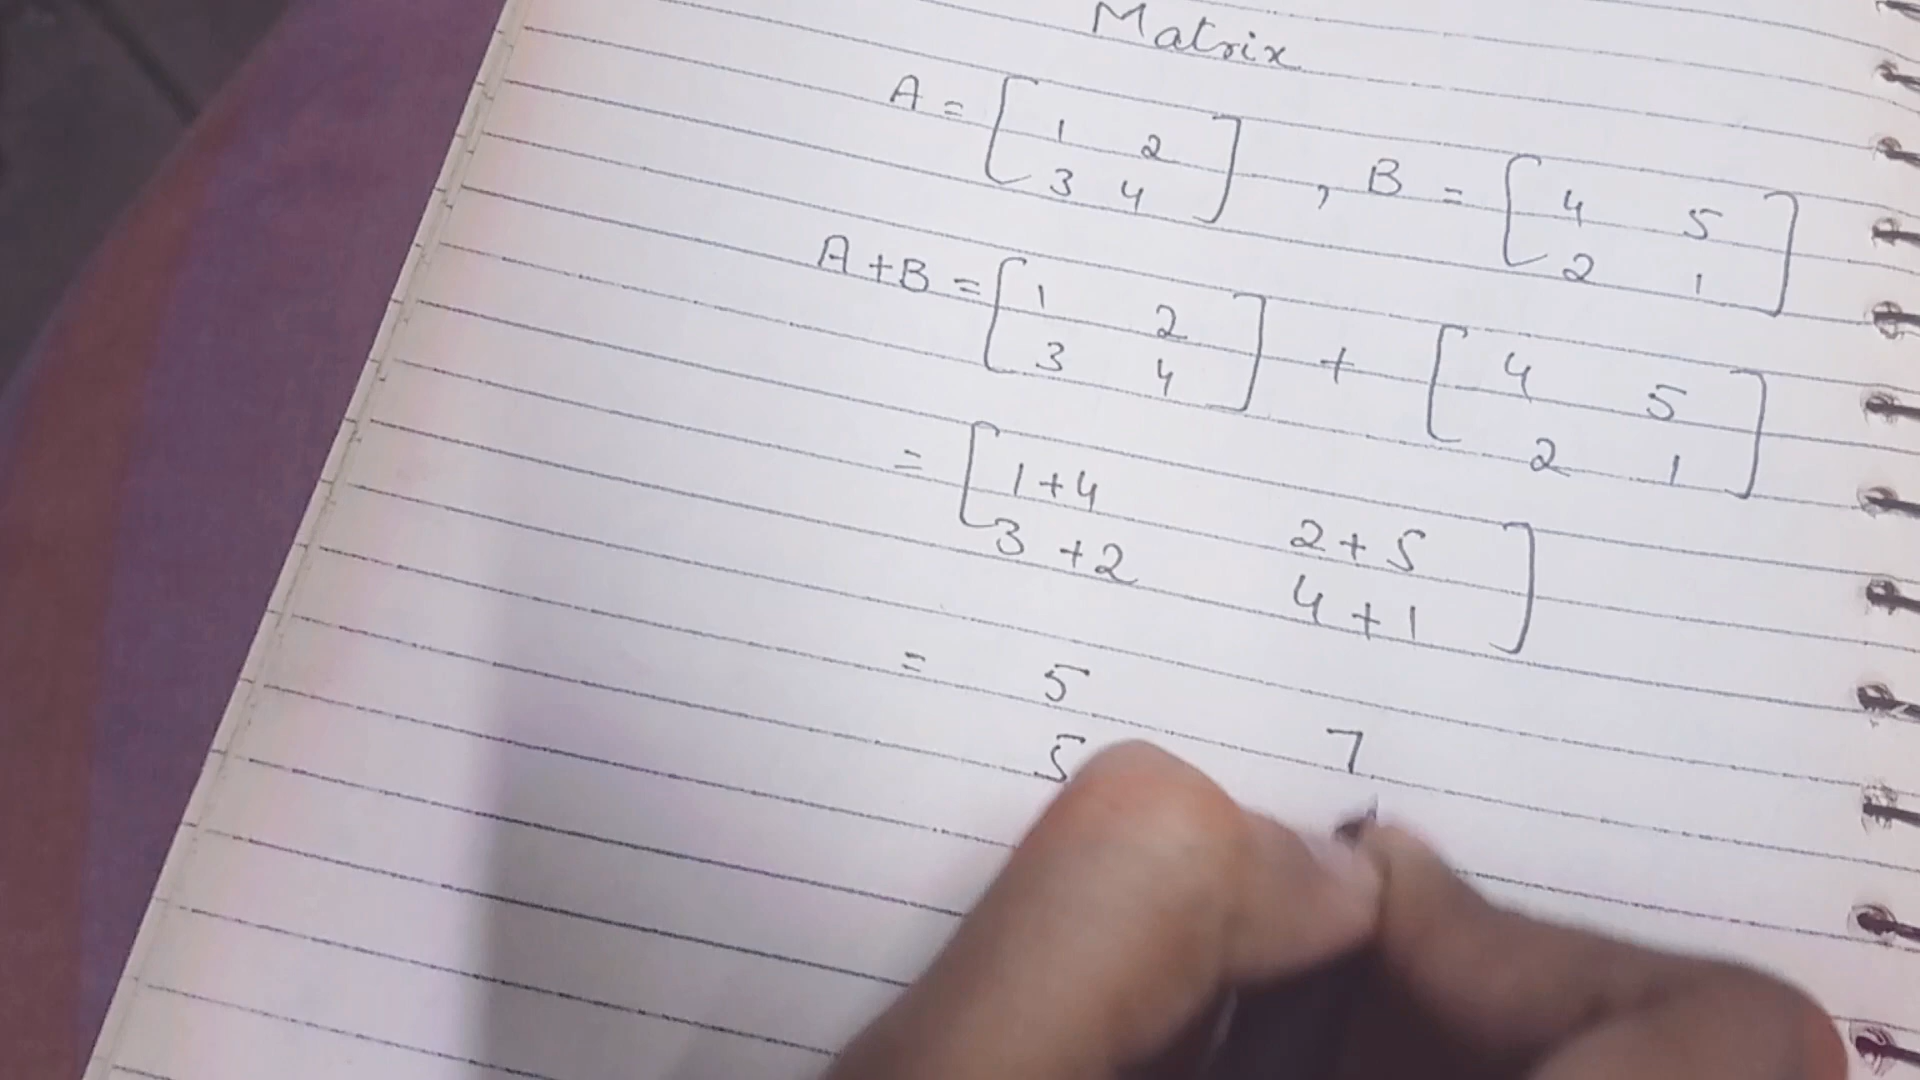 Matrix
A = [ 1 2
3 4 ] , B = [ 4 5
2 1 ]
A+B = [ 1 2
3 4 ] + [ 4 5
2 1 ]
= [ 1+4 2+5
3+2 4+1 ]
= 5 7
5